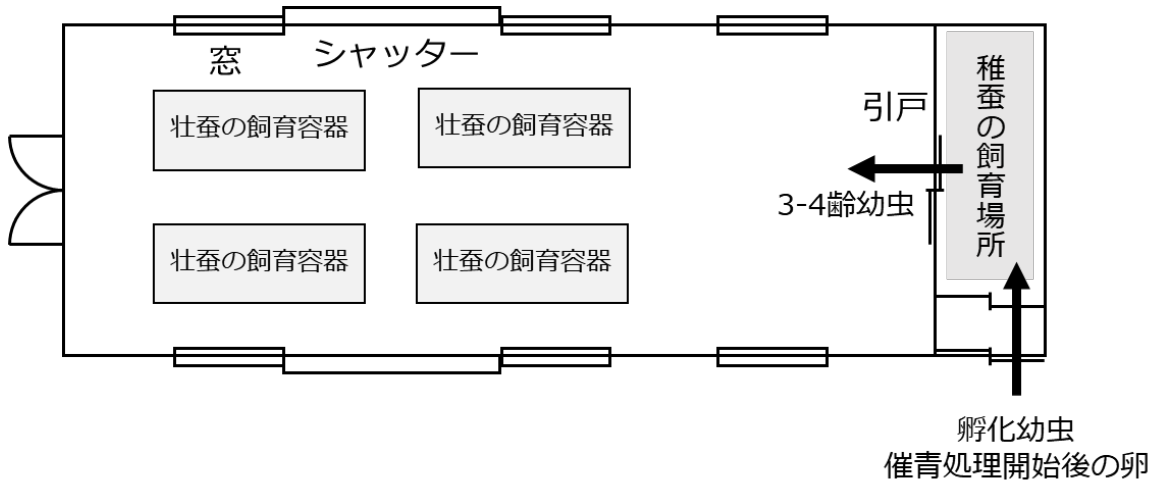 窓
シャッター
壮蚕の飼育容器
壮蚕の飼育容器
引戸
稚蚕の飼育場所
3-4齢幼虫
壮蚕の飼育容器
壮蚕の飼育容器
孵化幼虫
催青処理開始後の卵